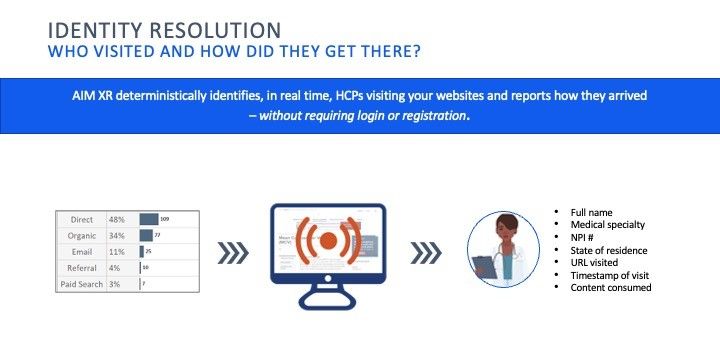 IDENTITY RESOLUTION
WHO VISITED AND HOW DID THEY GET THERE?
AIM XR deterministically identifies, in real time, HCPs visiting your websites and reports how they arrived
– without requiring login or registration.
Direct 48% 109
Organic 34% 77
Email 11% 25
Referral 4% 10
Paid Search 3% 7
• Full name
• Medical specialty
• NPI #
• State of residence
• URL visited
• Timestamp of visit
• Content consumed